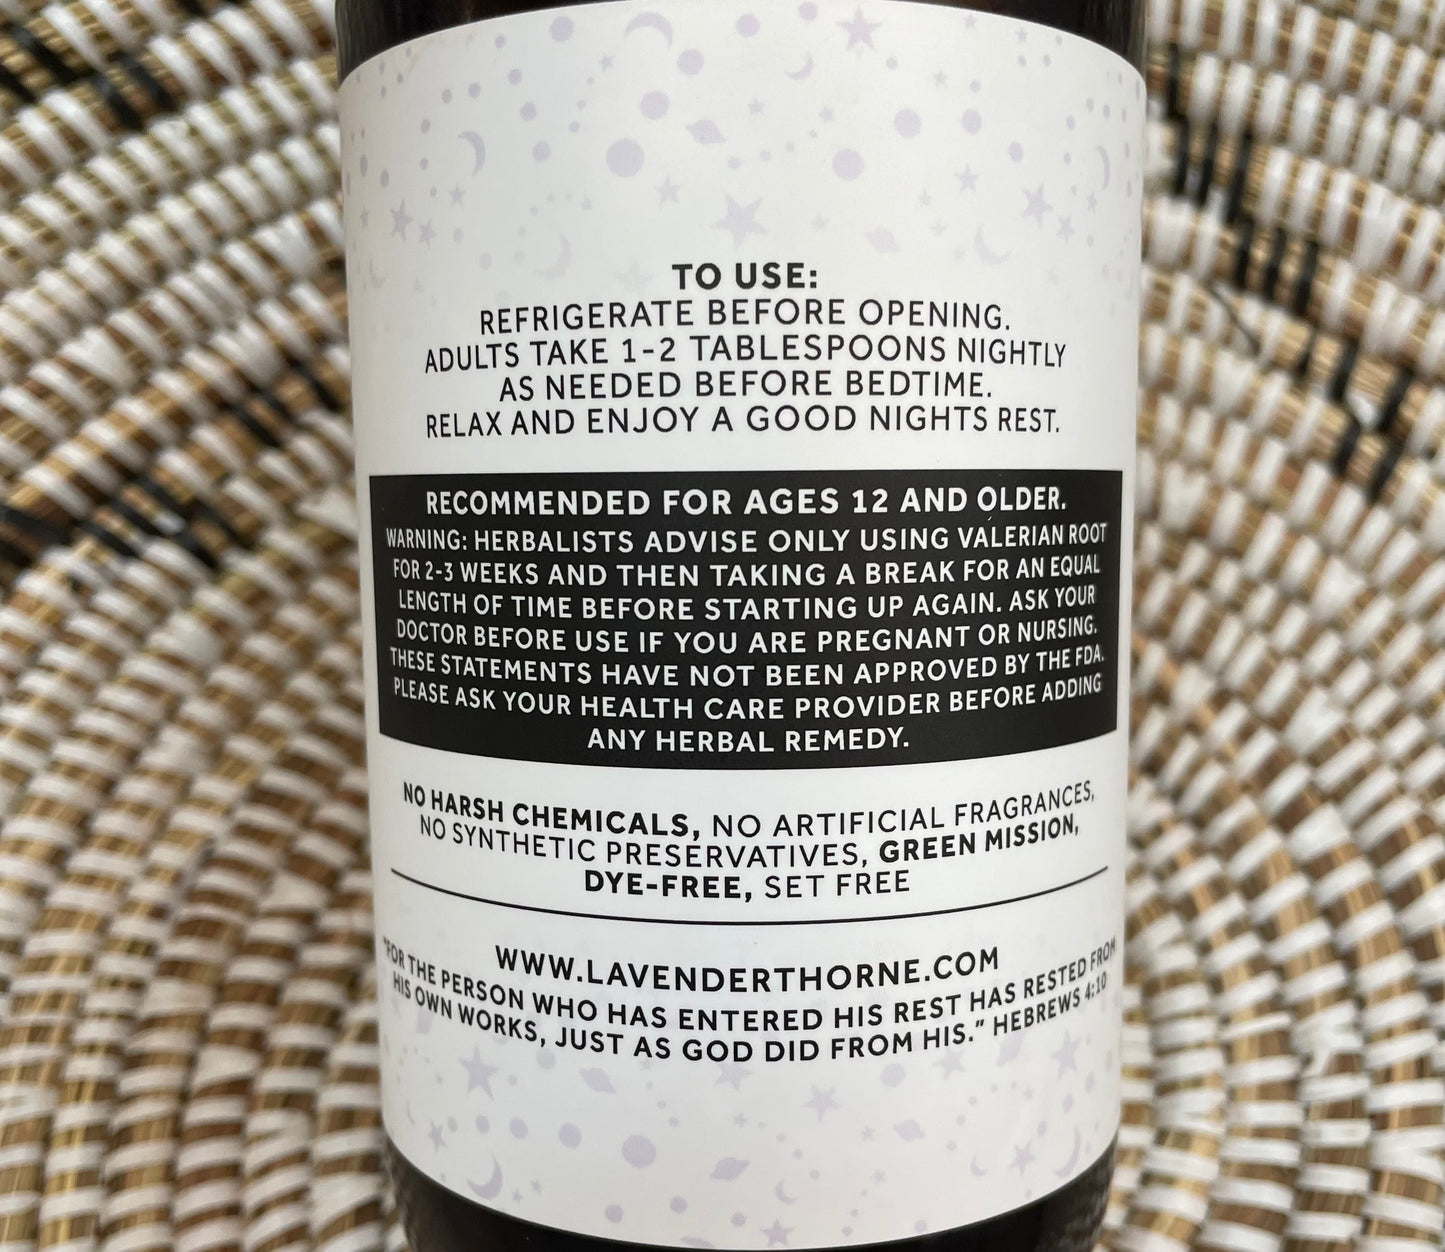 TO USE:
REFRIGERATE BEFORE OPENING.
ADULTS TAKE 1-2 TABLESPOONS NIGHTLY
AS NEEDED BEFORE BEDTIME.
RELAX AND ENJOY A GOOD NIGHTS REST.
RECOMMENDED FOR AGES 12 AND OLDER.
WARNING: HERBALISTS ADVISE ONLY USING VALERIAN ROOT
FOR 2-3 WEEKS AND THEN TAKING A BREAK FOR AN EQUAL
LENGTH OF TIME BEFORE STARTING UP AGAIN. ASK YOUR
DOCTOR BEFORE USE IF YOU ARE PREGNANT OR NURSING.
THESE STATEMENTS HAVE NOT BEEN APPROVED BY THE FDA.
PLEASE ASK YOUR HEALTH CARE PROVIDER BEFORE ADDING
ANY HERBAL REMEDY.
NO HARSH CHEMICALS, NO ARTIFICIAL FRAGRANCES,
NO SYNTHETIC PRESERVATIVES, GREEN MISSION,
DYE-FREE, SET FREE
WWW.LAVENDERTHORNE.COM
"FOR THE PERSON WHO HAS ENTERED HIS REST HAS RESTED FROM
HIS OWN WORKS, JUST AS GOD DID FROM HIS." HEBREWS 4:10